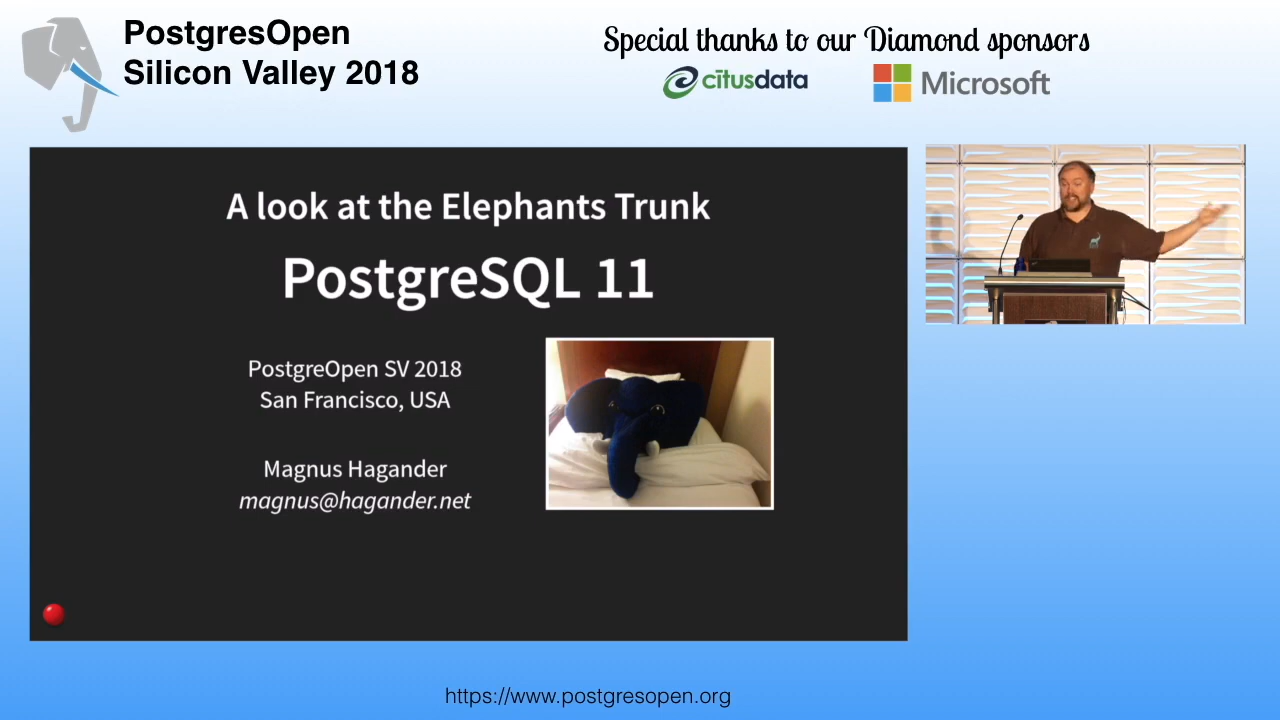 PostgresOpen
Silicon Valley 2018
Special thanks to our Diamond sponsors
citusdata
Microsoft
A look at the Elephants Trunk
PostgreSQL 11
PostgreOpen SV 2018
San Francisco, USA
Magnus Hagander
magnus@hagander.net
https://www.postgresopen.org